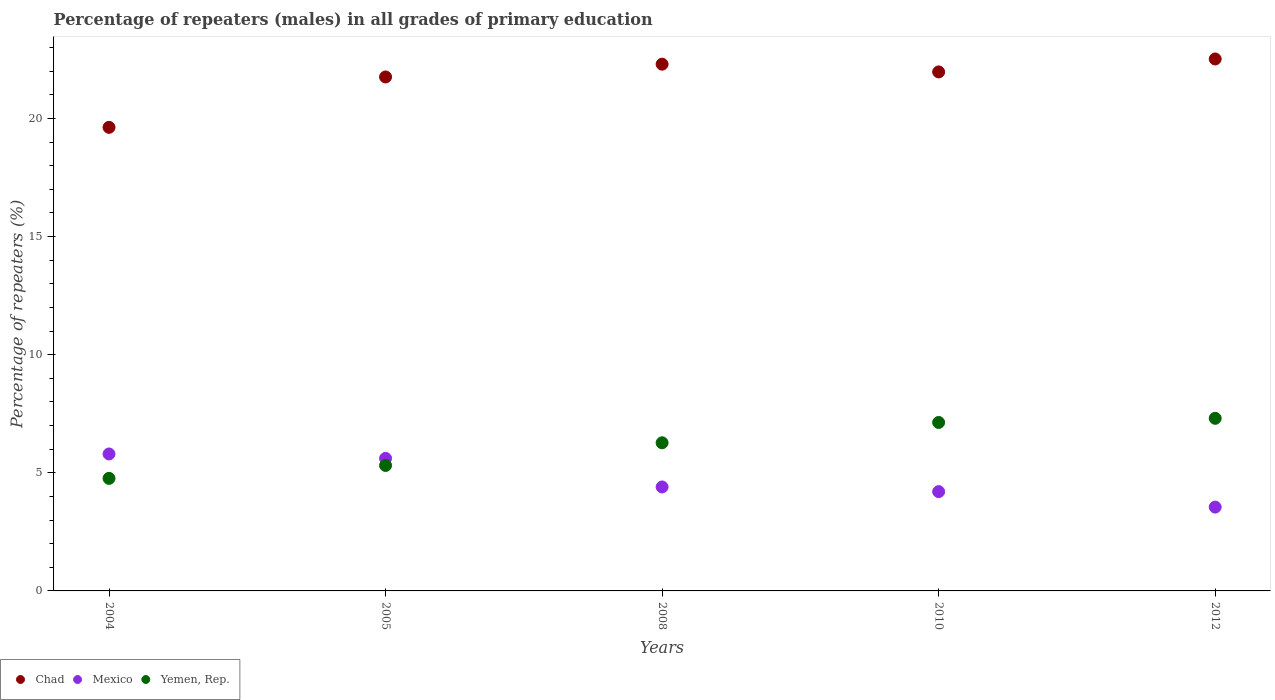 Percentage of repeaters (males) in all grades of primary education
Percentage of repeaters (%)
20
15
10
5
0
2004
2005
2008
2010
2012
Years
Chad
Mexico
Yemen, Rep.